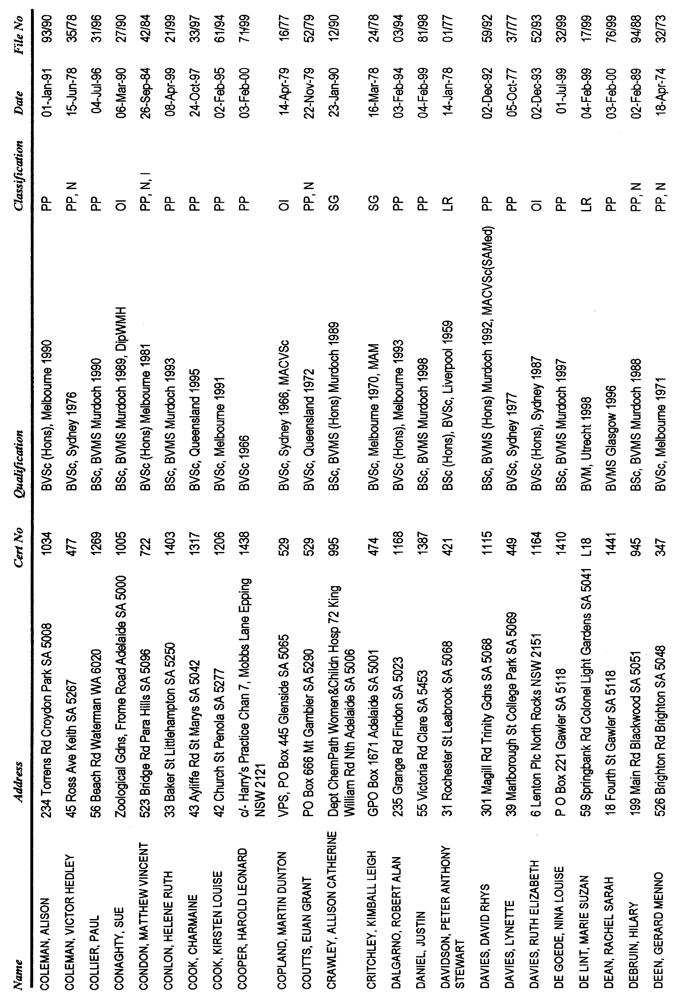 Name Address Cert No Qualification Classification Date File No
COLEMAN, ALISON 234 Torrens Rd Croydon Park SA 5008 1034 BVSc (Hons), Melbourne 1990 PP 01-Jan-91 93/90
COLEMAN, VICTOR HEDLEY 45 Ross Ave Keith SA 5267 477 BVSc, Sydney 1976 PP, N 15-Jun-78 35/78
COLLIER, PAUL 56 Beach Rd Waterman WA 6020 1269 BSc, BVMS Murdoch 1990 PP 04-Jul-96 31/96
CONAGHTY, SUE Zoological Gdns, Frome Road Adelaide SA 5000 1005 BSc, BVMS Murdoch 1989, DipWMH OI 06-Mar-90 27/90
CONDON, MATTHEW VINCENT 523 Bridge Rd Para Hills SA 5096 722 BVSc (Hons) Melbourne 1981 PP, N, I 26-Sep-84 42/84
CONLON, HELENE RUTH 33 Baker St Littlehampton SA 5250 1403 BSc, BVMS Murdoch 1993 PP 08-Apr-99 21/99
COOK, CHARMAINE 43 Ayliffe Rd St Marys SA 5042 1317 BVSc, Queensland 1995 PP 24-Oct-97 33/97
COOK, KIRSTEN LOUISE 42 Church St Penola SA 5277 1206 BVSc, Melbourne 1991 PP 02-Feb-95 61/94
COOPER, HAROLD LEONARD c/- Harry's Practice Chan 7, Mobbs Lane Epping 1438 BVSc 1966 PP 03-Feb-00 71/99
NSW 2121
COPLAND, MARTIN DUNTON VPS, PO Box 445 Glenside SA 5065 529 BVSc, Sydney 1966, MACVSc OI 14-Apr-79 16/77
COUTTS, EUAN GRANT PO Box 666 Mt Gambier SA 5290 529 BVSc, Queensland 1972 PP, N 22-Nov-79 52/79
CRAWLEY, ALLISON CATHERINE Dept ChemPath Women&Childn Hosp 72 King 995 BSc, BVMS (Hons) Murdoch 1989 SG 23-Jan-90 12/90
William Rd Nth Adelaide SA 5006
CRITCHLEY, KIMBALL LEIGH GPO Box 1671 Adelaide SA 5001 474 BVSc, Melbourne 1970, MAM SG 16-Mar-78 24/78
DALGARNO, ROBERT ALAN 235 Grange Rd Findon SA 5023 1168 BVSc (Hons), Melbourne 1993 PP 03-Feb-94 03/94
DANIEL, JUSTIN 55 Victoria Rd Clare SA 5453 1387 BSc, BVMS Murdoch 1998 PP 04-Feb-99 81/98
DAVIDSON, PETER ANTHONY 31 Rochester St Leabrook SA 5068 421 BSc (Hons), BVSc, Liverpool 1959 LR 14-Jan-78 01/77
STEWART
DAVIES, DAVID RHYS 301 Magill Rd Trinity Gdns SA 5068 1115 BSc, BVMS (Hons) Murdoch 1992, MACVSc(SAMed) PP 02-Dec-92 59/92
DAVIES, LYNETTE 39 Marlborough St College Park SA 5069 449 BVSc, Sydney 1977 PP 05-Oct-77 37/77
DAVIES, RUTH ELIZABETH 6 Lenton Plc North Rocks NSW 2151 1164 BVSc (Hons), Sydney 1987 OI 02-Dec-93 52/93
DE GOEDE, NINA LOUISE P O Box 221 Gawler SA 5118 1410 BSc, BVMS Murdoch 1997 PP 01-Jul-99 32/99
DE LINT, MARIE SUZAN 59 Springbank Rd Colonel Light Gardens SA 5041 L18 BVM, Utrecht 1998 LR 04-Feb-99 17/99
DEAN, RACHEL SARAH 18 Fourth St Gawler SA 5118 1441 BVMS Glasgow 1996 PP 03-Feb-00 76/99
DEBRUIN, HILARY 199 Main Rd Blackwood SA 5051 945 BSc, BVMS Murdoch 1988 PP, N 02-Feb-89 94/88
DEEN, GERARD MENNO 526 Brighton Rd Brighton SA 5048 347 BVSc, Melbourne 1971 PP, N 18-Apr-74 32/73